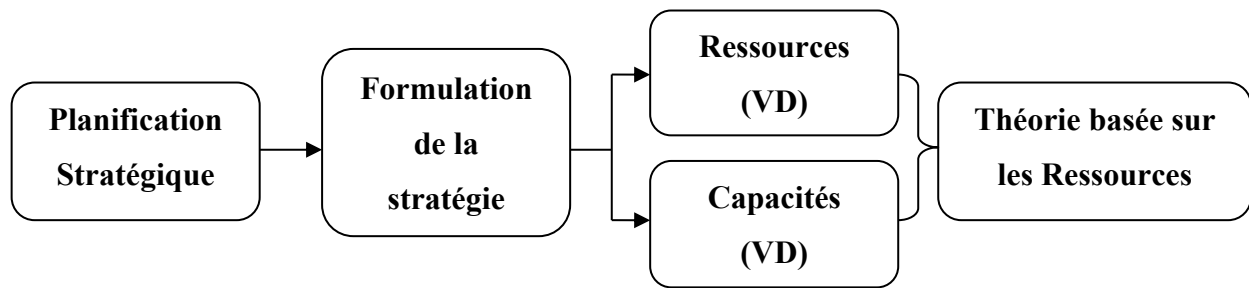 Planification
Stratégique
Formulation
de la
stratégie
Ressources
(VD)
Capacités
(VD)
Théorie basée sur
les Ressources